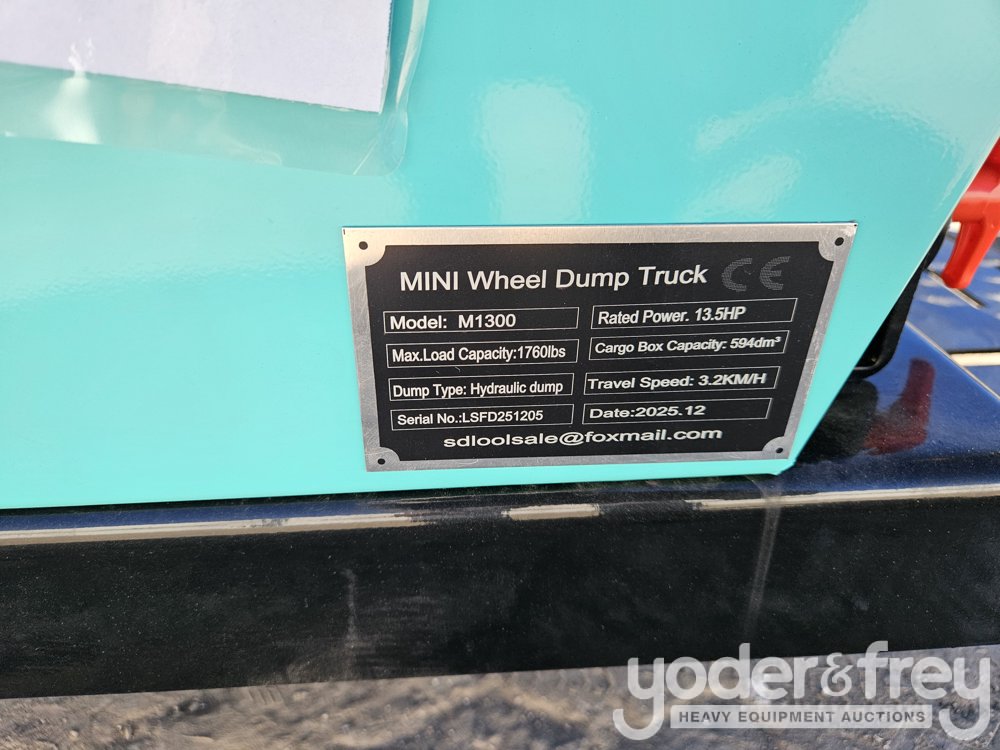 MINI Wheel Dump Truck CE
Model: M1300
Rated Power. 13.5HP
Max.Load Capacity:1760lbs
Cargo Box Capacity: 594dm³
Dump Type: Hydraulic dump
Travel Speed: 3.2KM/H
Serial No.:LSFD251205
Date:2025.12
sdloolsale@foxmail.com
yoder&frey
HEAVY EQUIPMENT AUCTIONS